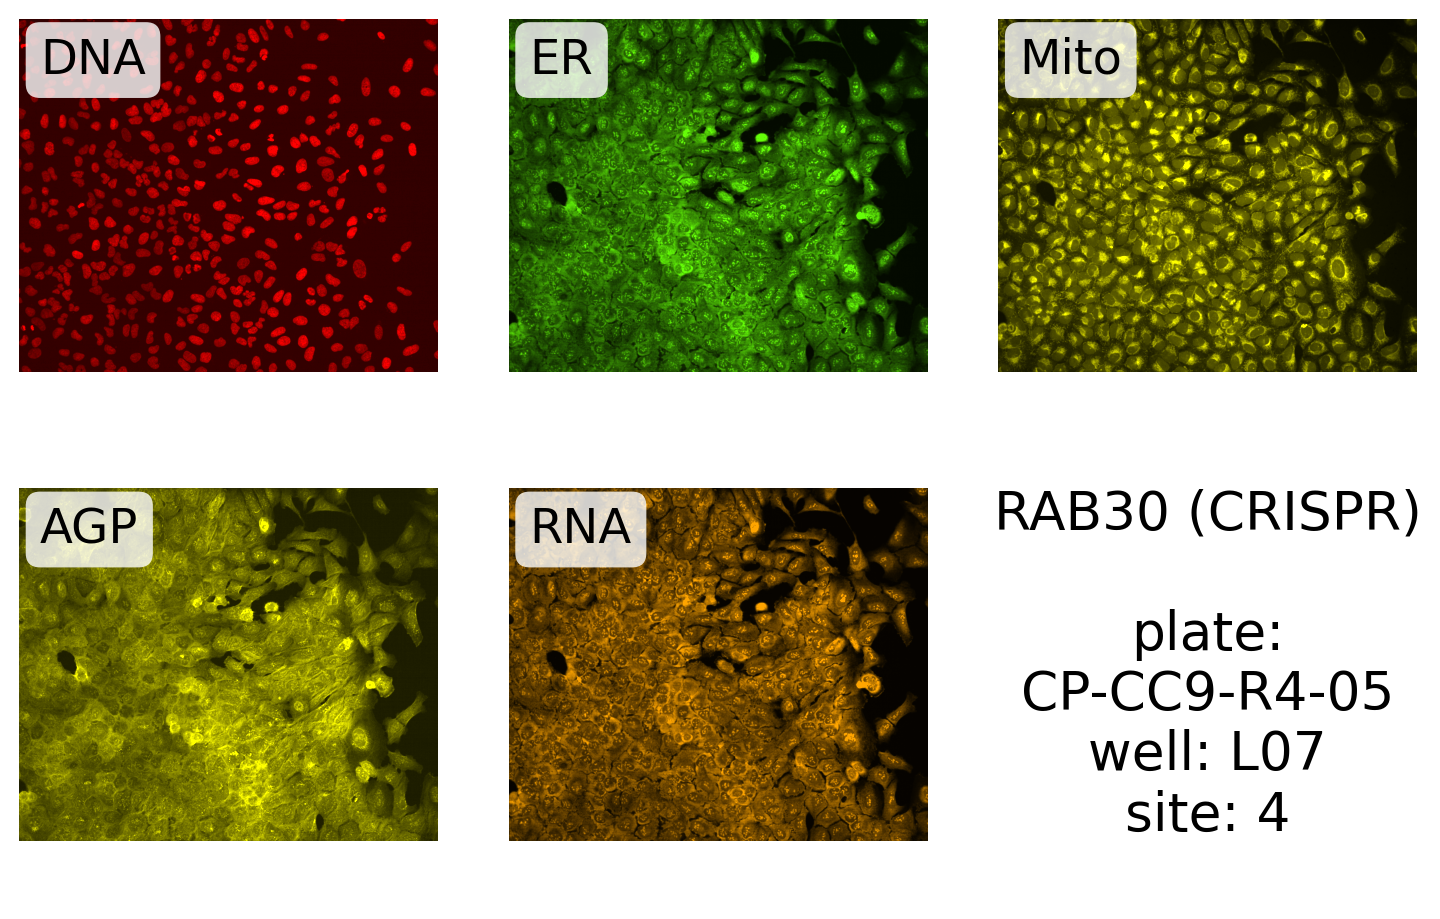 DNA
ER
Mito
AGP
RNA
RAB30 (CRISPR)
plate:
CP-CC9-R4-05
well: L07
site: 4